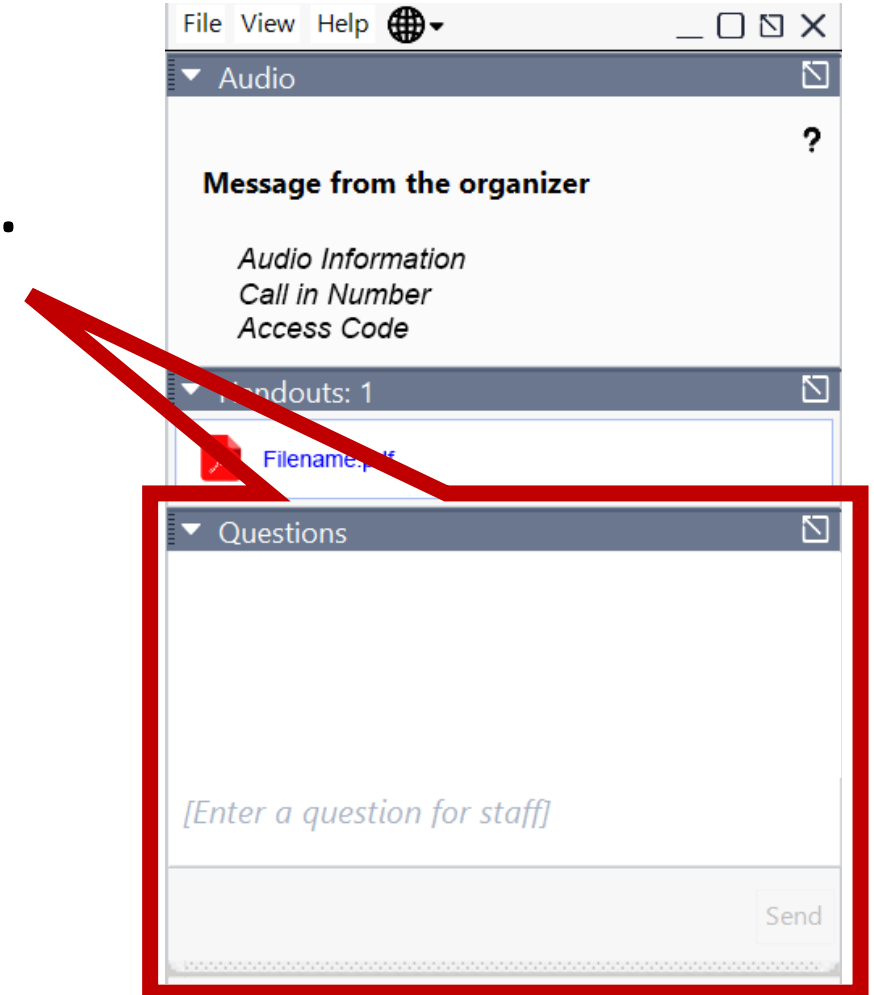 File View Help
Audio
?
Message from the organizer
.
Audio Information
Call in Number
Access Code
Handouts: 1
Filename.pdf
Questions
[Enter a question for staff]
Send